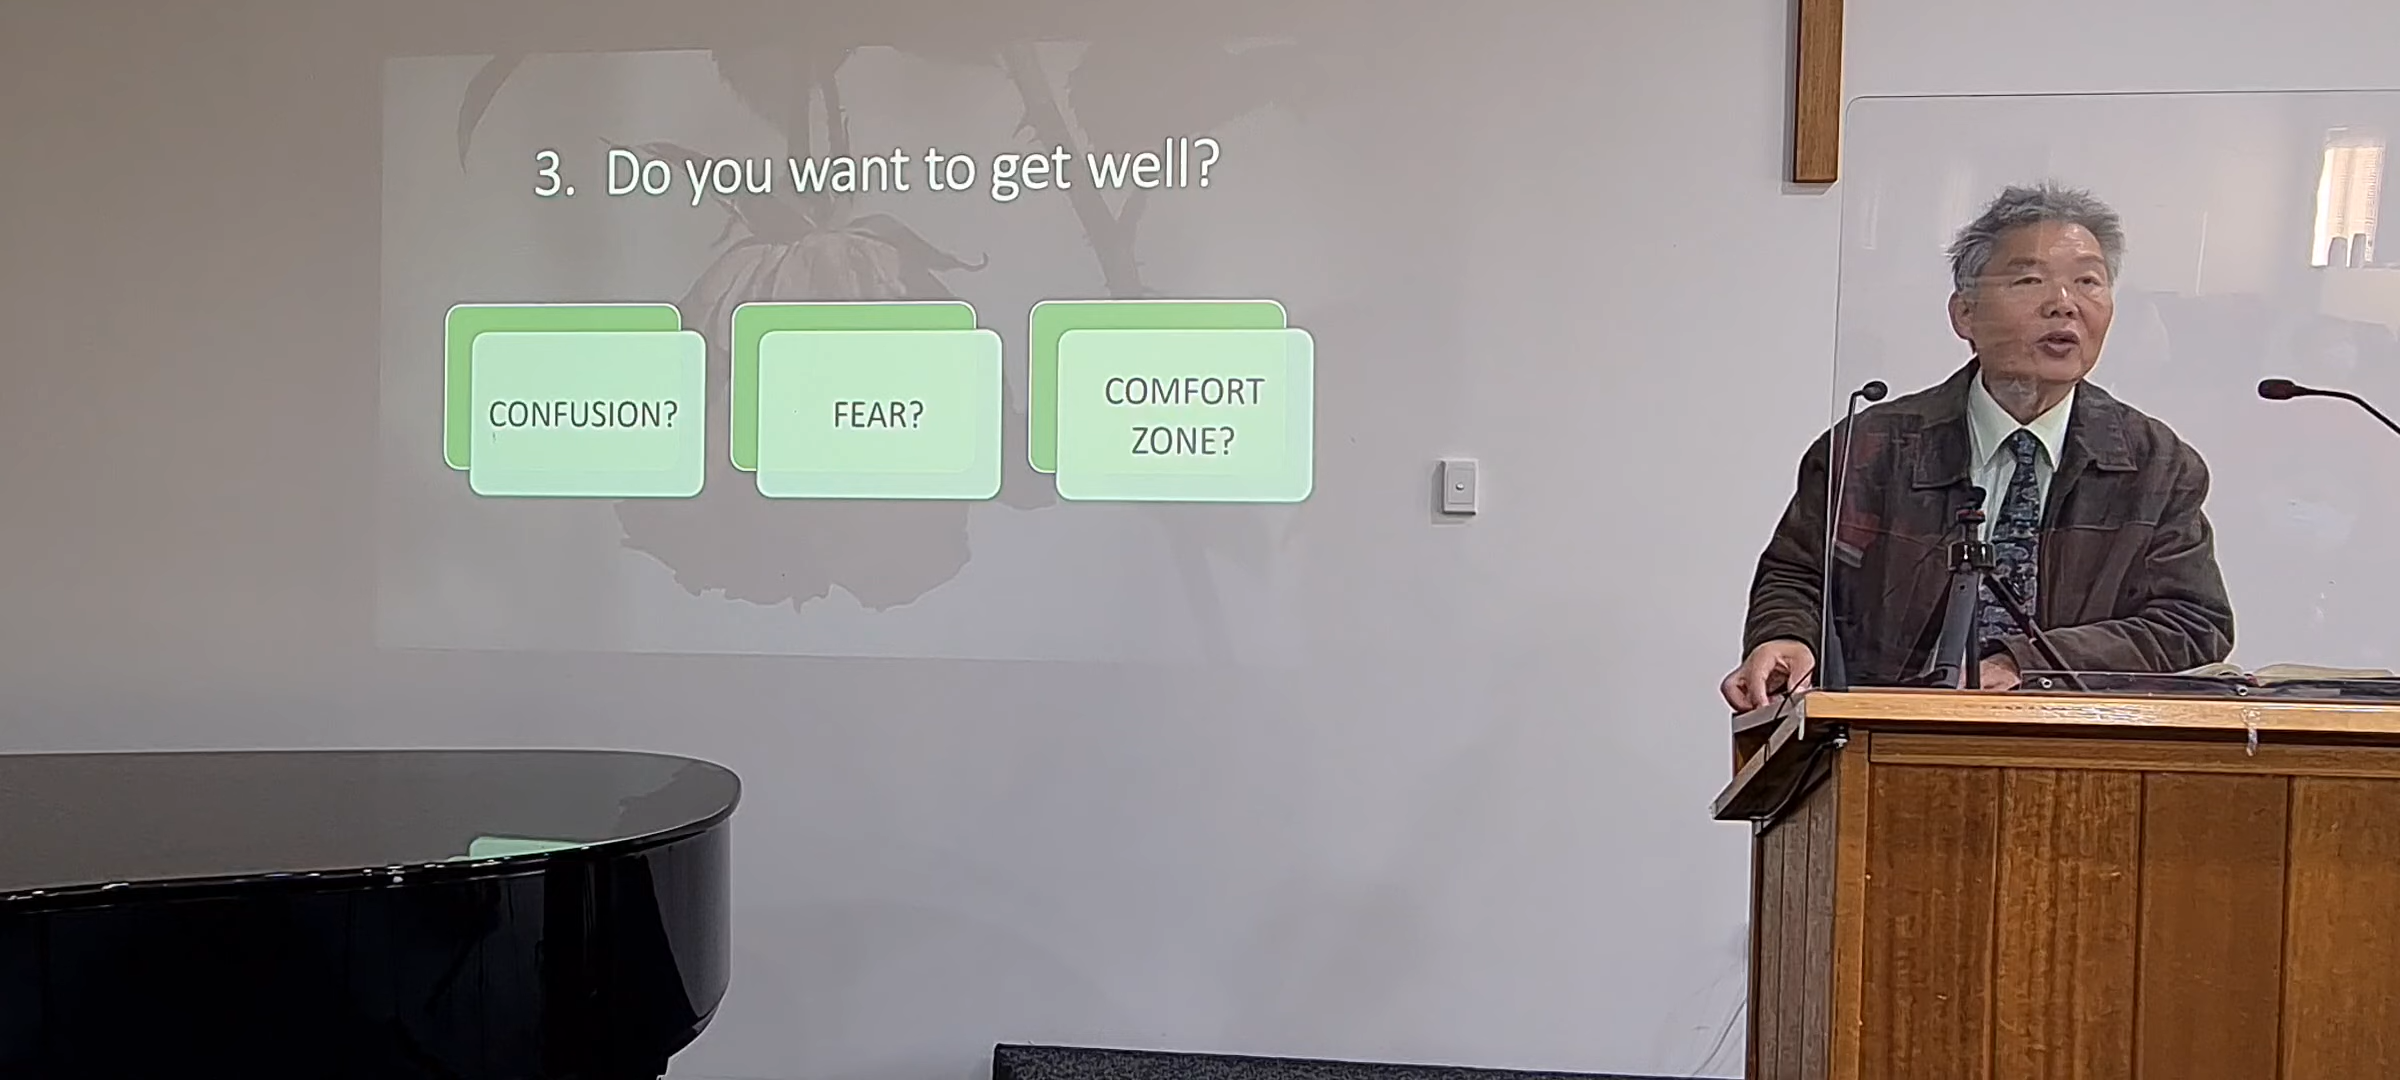 3. Do you want to get well?
CONFUSION?
FEAR?
COMFORT
ZONE?